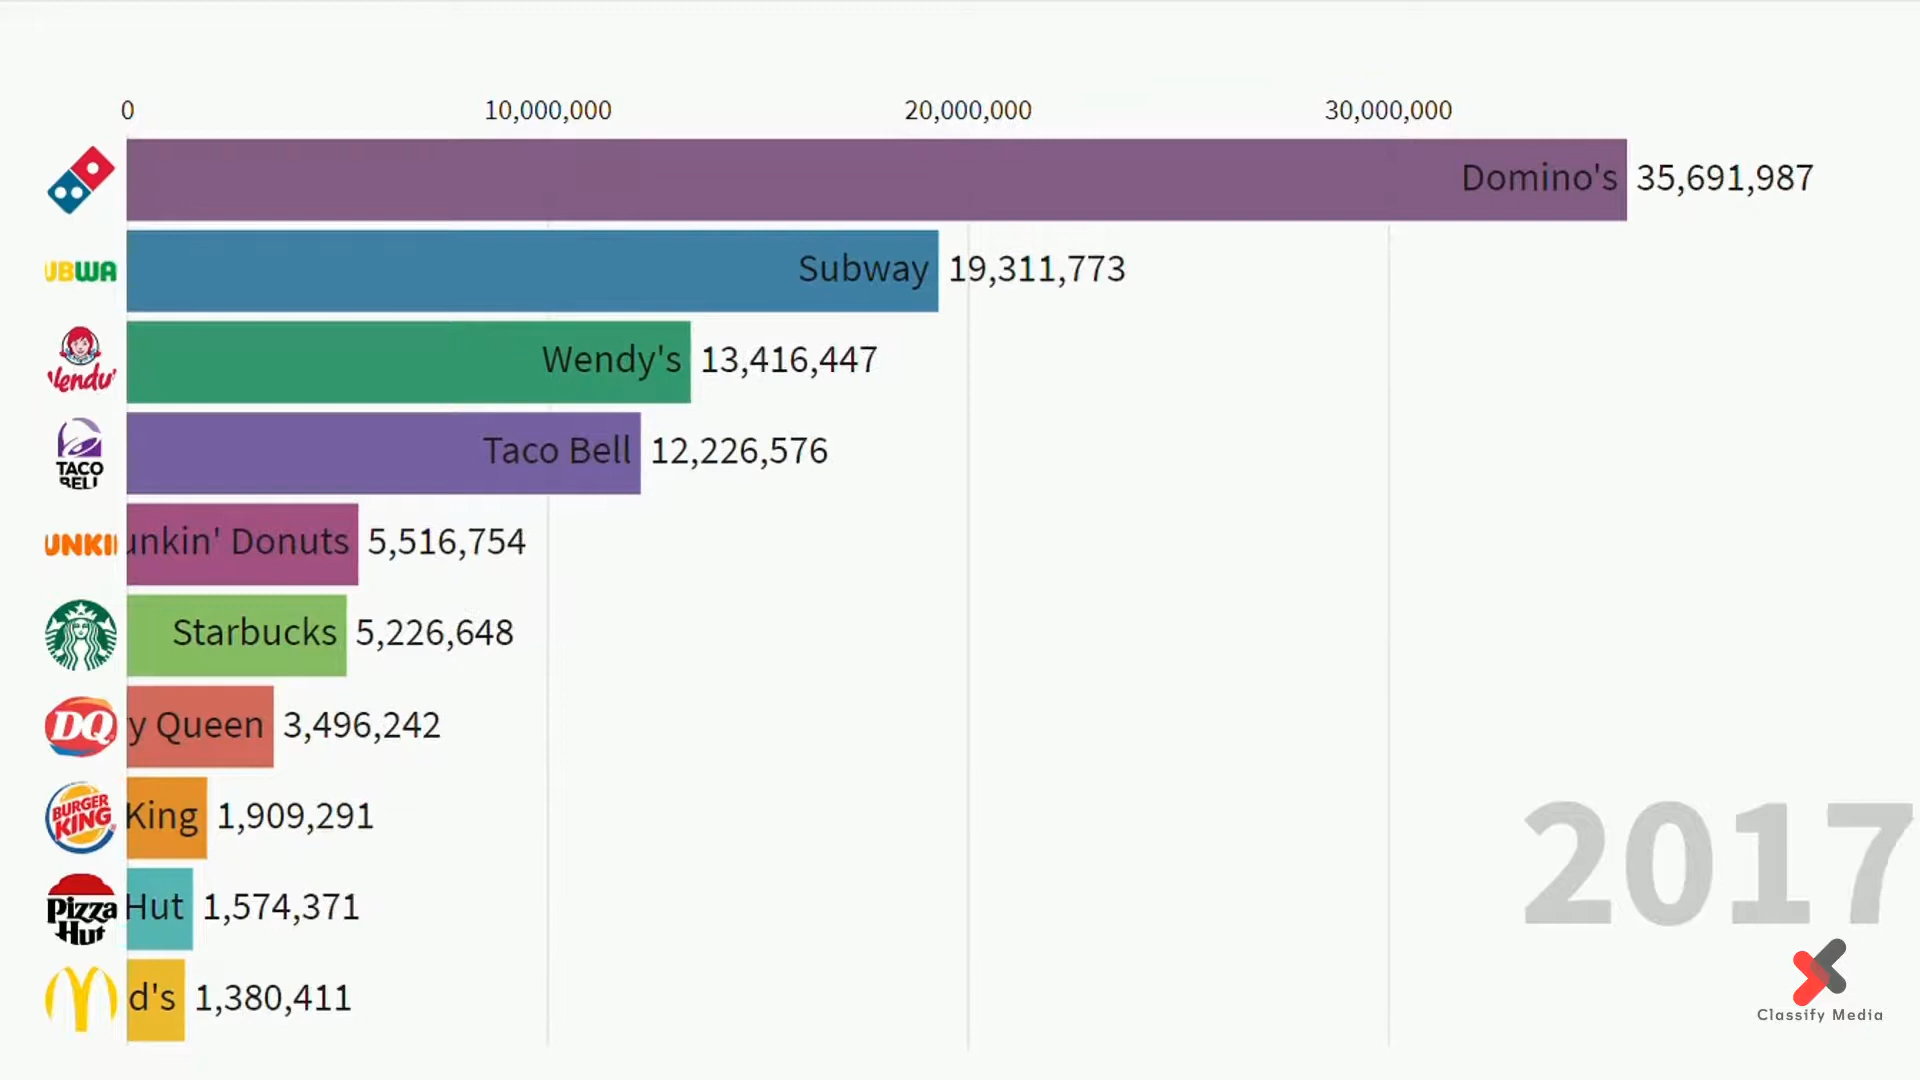 0 10,000,000 20,000,000 30,000,000
Domino's 35,691,987
UBWA Subway 19,311,773
Wendy's 13,416,447
TACO BELL Taco Bell 12,226,576
UNKI unkin' Donuts 5,516,754
Starbucks 5,226,648
DQ y Queen 3,496,242
BURGER KING King 1,909,291
Pizza Hut Hut 1,574,371
d's 1,380,411
2017
Classify Media